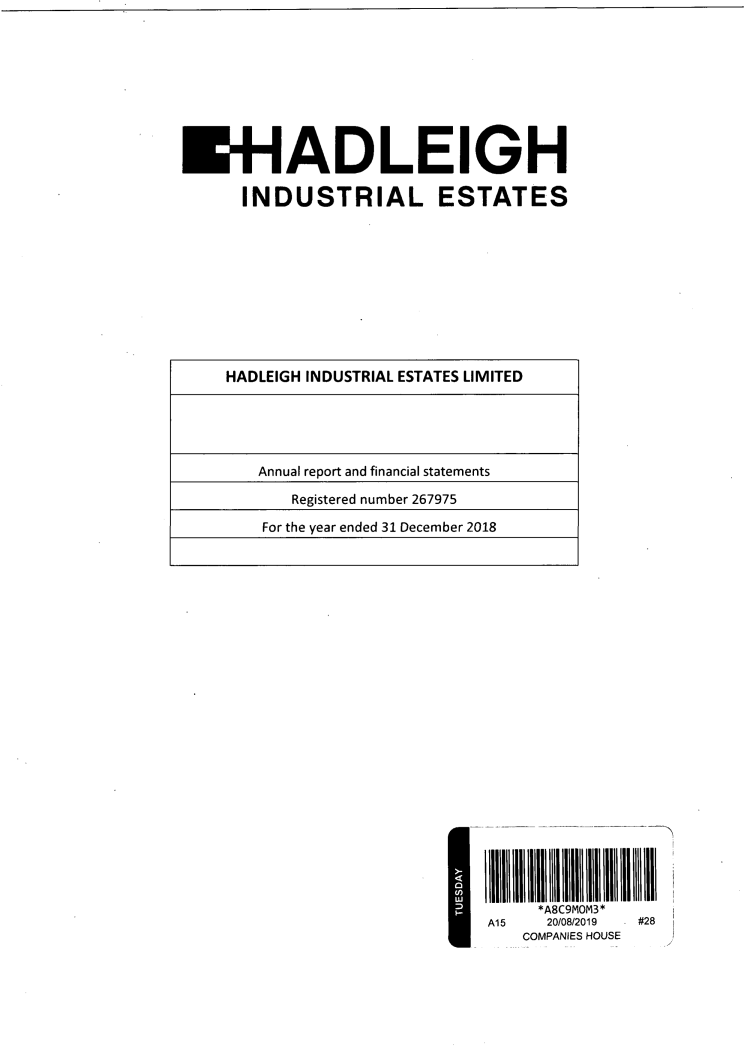 HADLEIGH
INDUSTRIAL ESTATES
HADLEIGH INDUSTRIAL ESTATES LIMITED
Annual report and financial statements
Registered number 267975
For the year ended 31 December 2018
TUESDAY
*A8C9M0M3*
A15 20/08/2019 #28
COMPANIES HOUSE